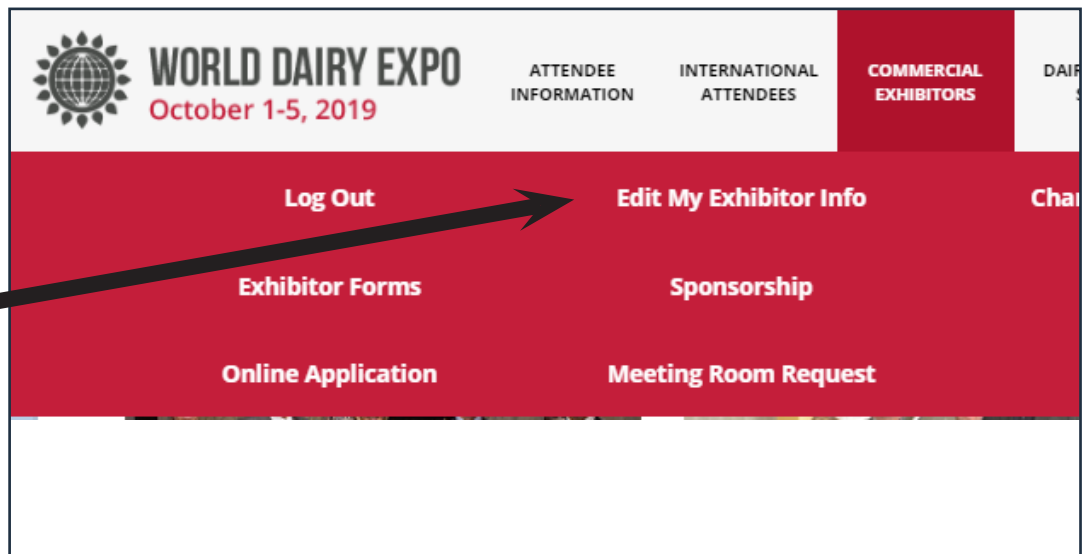 WORLD DAIRY EXPO
October 1-5, 2019
ATTENDEE
INFORMATION
INTERNATIONAL
ATTENDEES
COMMERCIAL
EXHIBITORS
Log Out
Edit My Exhibitor Info
Exhibitor Forms
Sponsorship
Online Application
Meeting Room Request